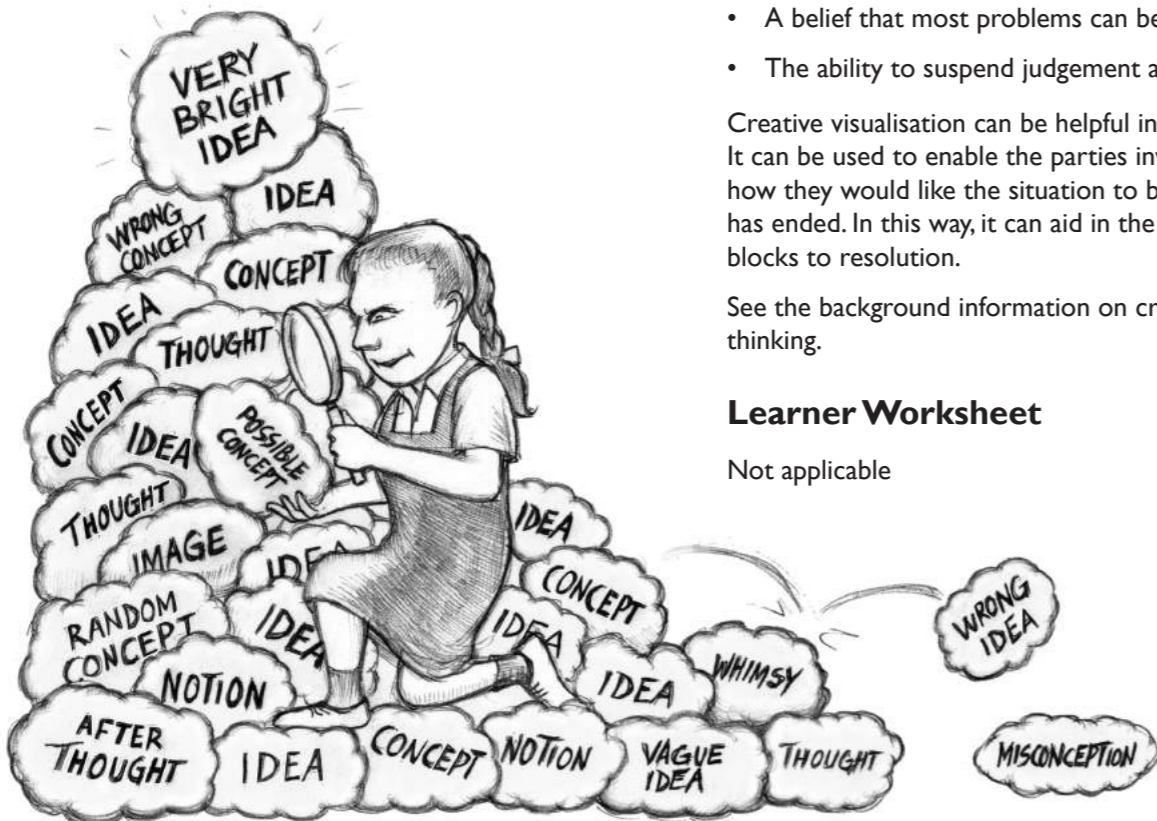 VERY
BRIGHT
IDEA
WRONG
CONCEPT
IDEA
CONCEPT
IDEA
THOUGHT
CONCEPT
IDEA
POSSIBLE
CONCEPT
THOUGHT
IMAGE
IDEA
IDEA
CONCEPT
RANDOM
CONCEPT
IDEA
IDEA
NOTION
IDEA
WHIMSY
WRONG
IDEA
AFTER
THOUGHT
IDEA
CONCEPT
NOTION
VAGUE
IDEA
THOUGHT
MISCONCEPTION
• A belief that most problems can be
• The ability to suspend judgement a
Creative visualisation can be helpful in
It can be used to enable the parties in
how they would like the situation to b
has ended. In this way, it can aid in the
blocks to resolution.
See the background information on cr
thinking.
Learner Worksheet
Not applicable